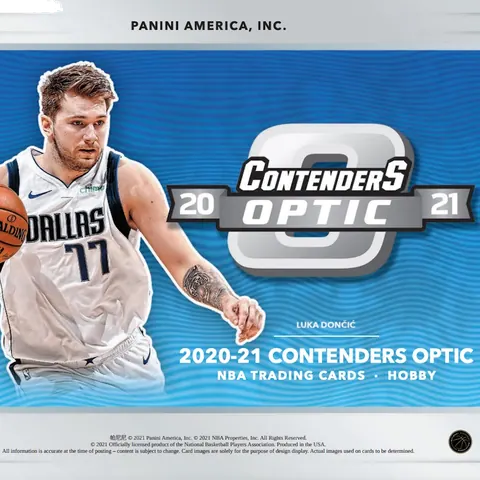 PANINI AMERICA, INC.
CONTENDERS
20 OPTIC 21
SPALDING
DALLAS
77
LUKA DONČIĆ
2020-21 CONTENDERS OPTIC
NBA TRADING CARDS · HOBBY
帕尼尼 © 2021 Panini America, Inc. © 2021 NBA Properties, Inc. All Rights Reserved.
© 2021 Officially licensed product of the National Basketball Players Association. Produced in the USA.
All information is accurate at the time of posting – content is subject to change. Card images are solely for the purpose of design display. Actual images used on cards to be determined.